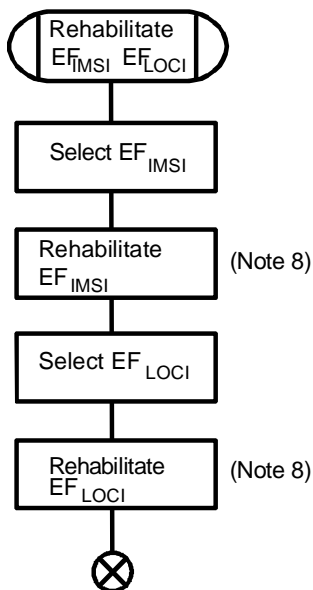 Rehabilitate
EF_IMSI EF_LOCI
Select EF_IMSI
Rehabilitate (Note 8)
EF_IMSI
Select EF_LOCI
Rehabilitate (Note 8)
EF_LOCI